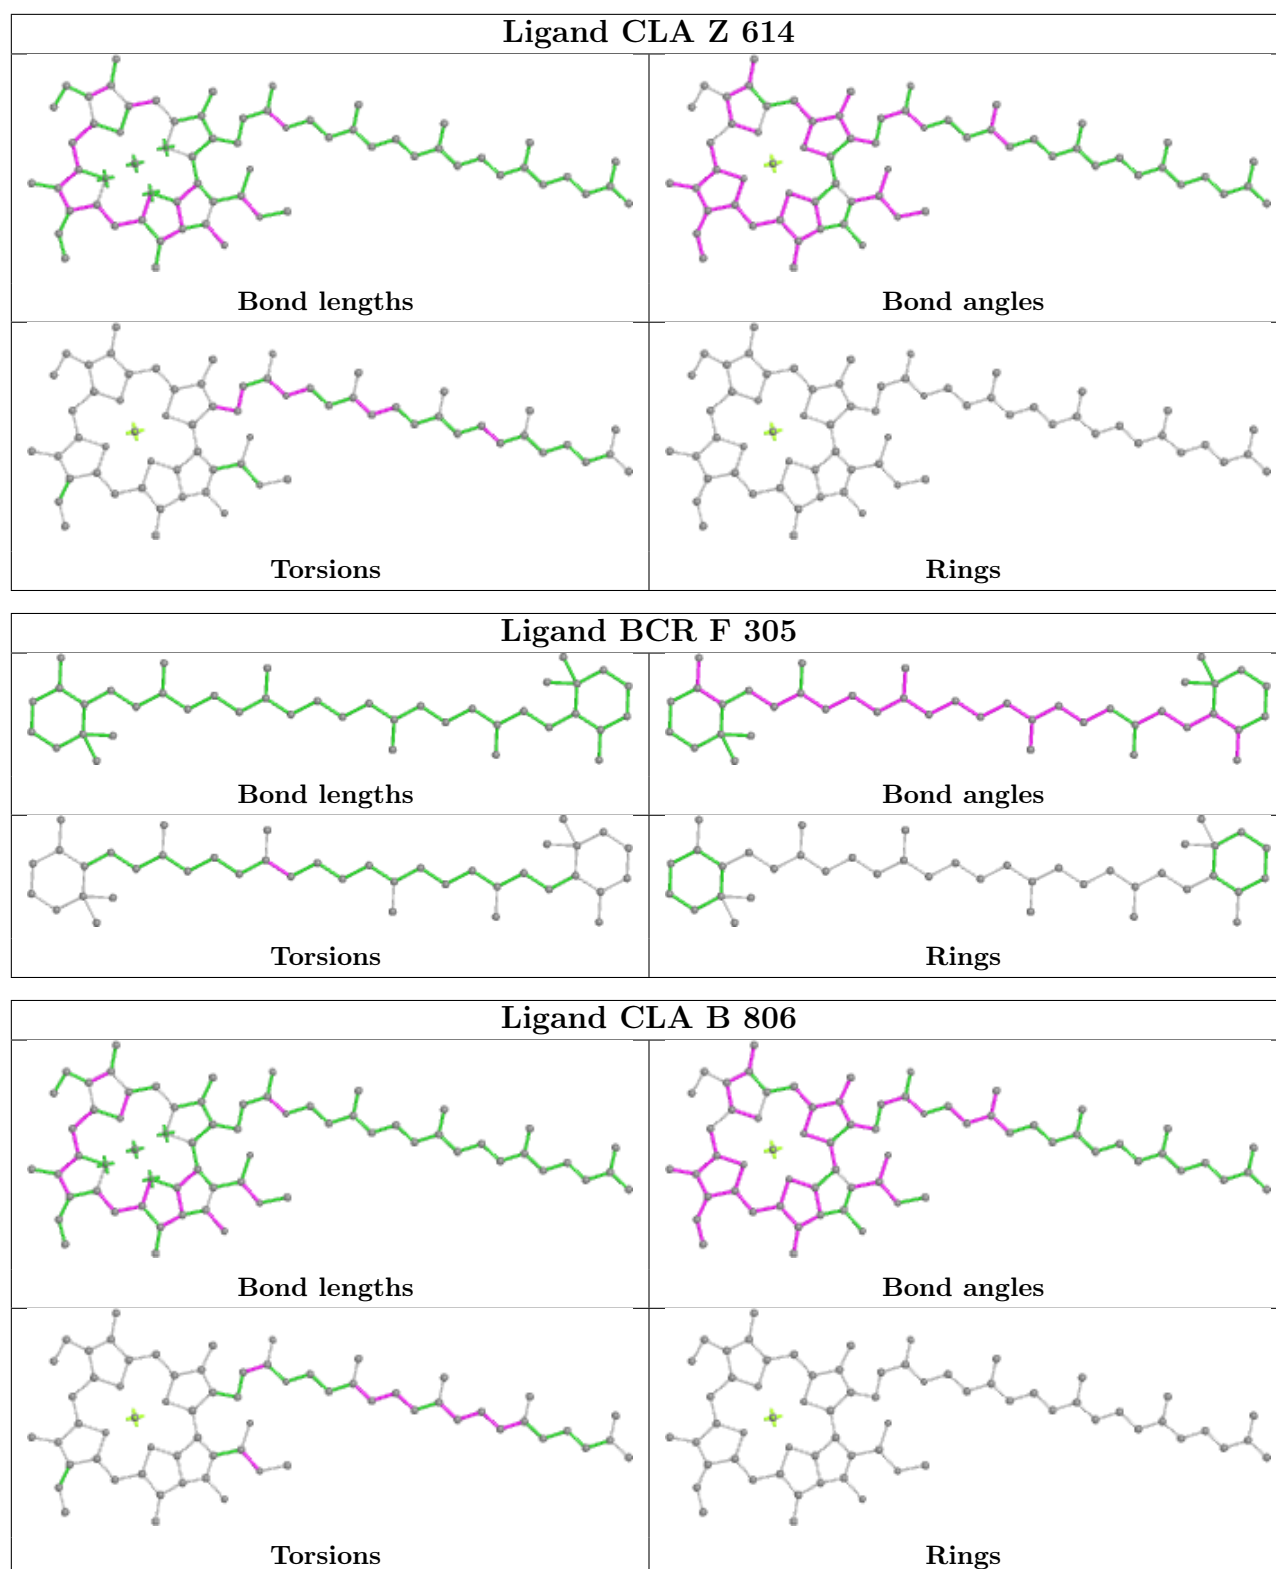 Ligand CLA Z 614
Bond lengths
Bond angles
Torsions
Rings
Ligand BCR F 305
Bond lengths
Bond angles
Torsions
Rings
Ligand CLA B 806
Bond lengths
Bond angles
Torsions
Rings